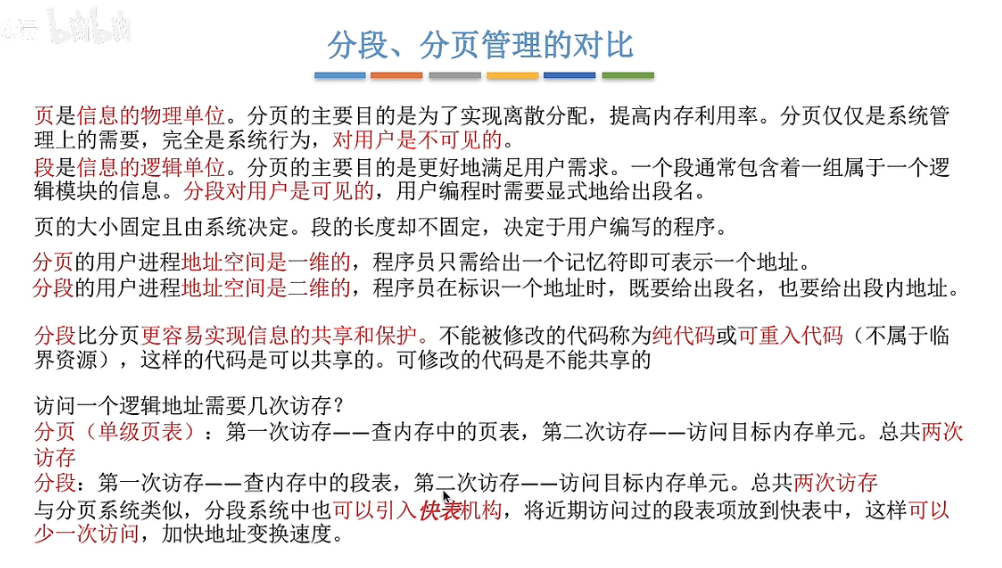 bilibili
分段、分页管理的对比
页是信息的物理单位。分页的主要目的是为了实现离散分配，提高内存利用率。分页仅仅是系统管
理上的需要，完全是系统行为，对用户是不可见的。
段是信息的逻辑单位。分页的主要目的是更好地满足用户需求。一个段通常包含着一组属于一个逻
辑模块的信息。分段对用户是可见的，用户编程时需要显式地给出段名。
页的大小固定且由系统决定。段的长度却不固定，决定于用户编写的程序。
分页的用户进程地址空间是一维的，程序员只需给出一个记忆符即可表示一个地址。
分段的用户进程地址空间是二维的，程序员在标识一个地址时，既要给出段名，也要给出段内地址。
分段比分页更容易实现信息的共享和保护。不能被修改的代码称为纯代码或可重入代码（不属于临
界资源），这样的代码是可以共享的。可修改的代码是不能共享的
访问一个逻辑地址需要几次访存？
分页（单级页表）：第一次访存——查内存中的页表，第二次访存——访问目标内存单元。总共两次
访存
分段：第一次访存——查内存中的段表，第二次访存——访问目标内存单元。总共两次访存
与分页系统类似，分段系统中也可以引入快表机构，将近期访问过的段表项放到快表中，这样可以
少一次访问，加快地址变换速度。